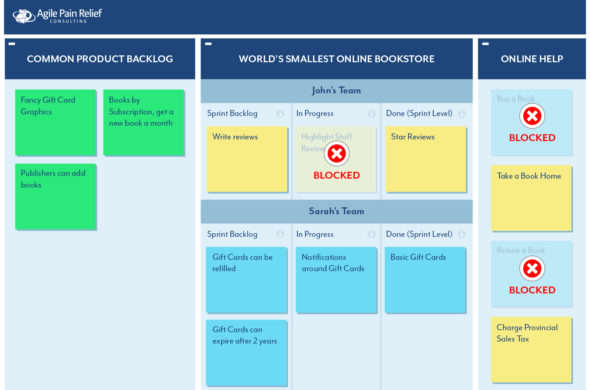 Agile Pain Relief
CONSULTING
COMMON PRODUCT BACKLOG
Fancy Gift Card
Graphics
Books by
Subscription, get a
new book a month
Publishers can add
books
WORLD'S SMALLEST ONLINE BOOKSTORE
John's Team
Sprint Backlog
In Progress
Done (Sprint Level)
Write reviews
Highlight Staff
Review
BLOCKED
Star Reviews
Sarah's Team
Sprint Backlog
In Progress
Done (Sprint Level)
Gift Cards can be
refilled
Notifications
around Gift Cards
Basic Gift Cards
Gift Cards can
expire after 2 years
ONLINE HELP
Buy a Book
BLOCKED
Take a Book Home
Return a Book
BLOCKED
Charge Provincial
Sales Tax